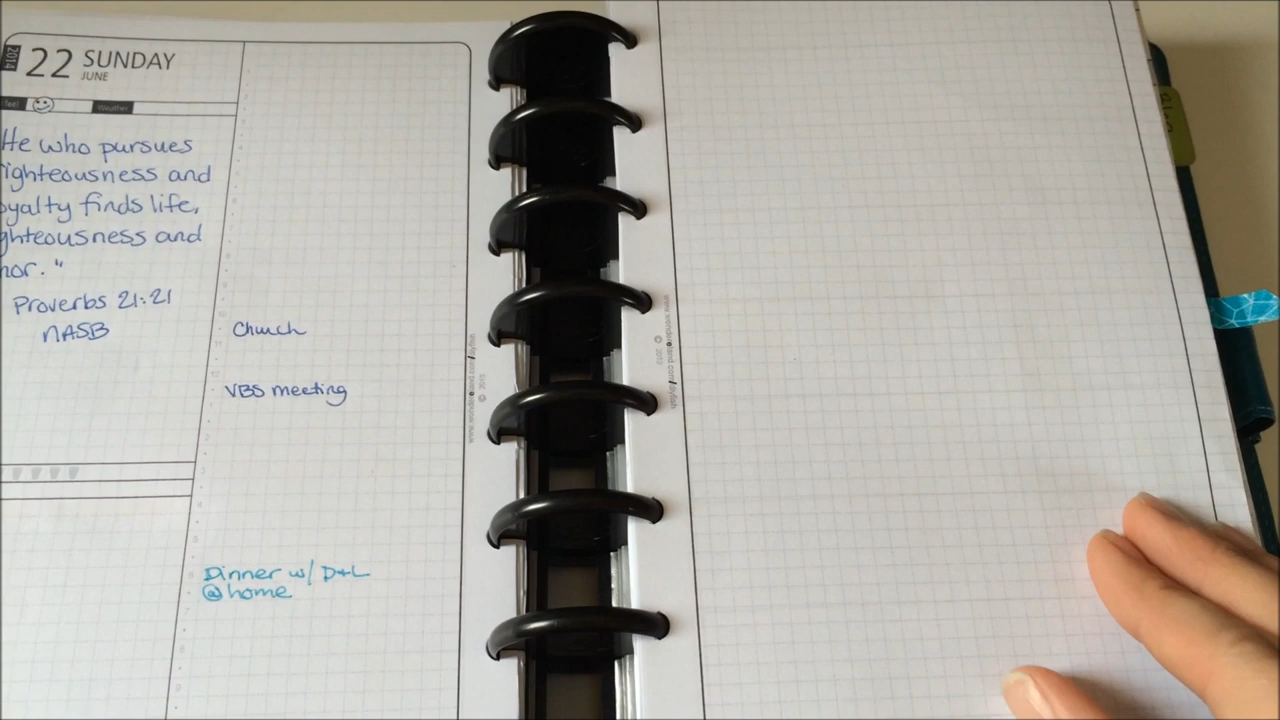 2014
22 SUNDAY
JUNE
feel
Weather
He who pursues
ighteousness and
oyalty finds life,
ghteousness and
nor."
Proverbs 21:21
NASB
Church
VBS meeting
Dinner w/ D+L
@home